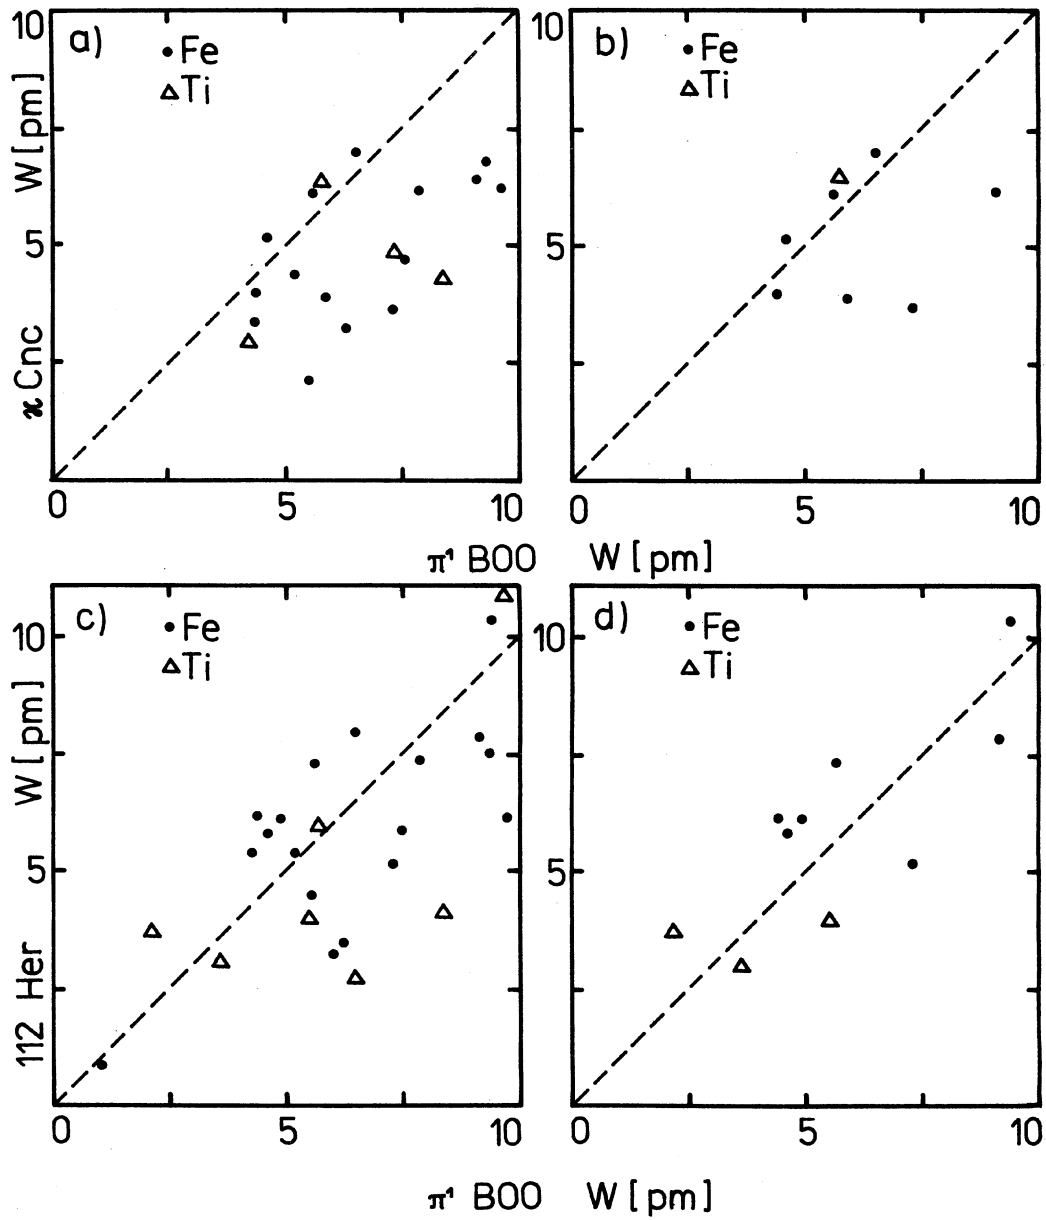 10 a) • Fe
△ Ti
10 b) • Fe
△ Ti
ϰ Cnc W [pm]
5
5
0 5 10
0 5 10
π¹ BOO W [pm]
c) • Fe
△ Ti
10
d) • Fe
△ Ti
10
112 Her W [pm]
5
5
0 5 10
0 5 10
π¹ BOO W [pm]